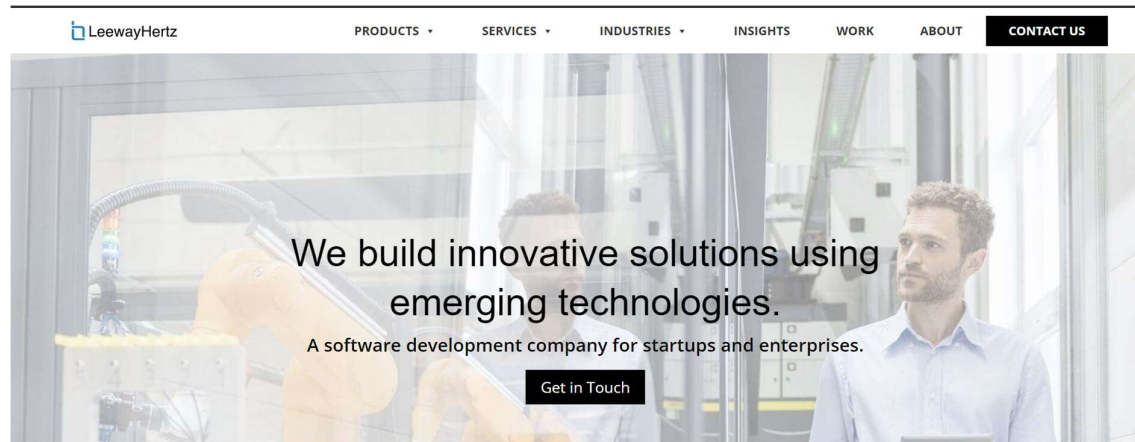 LeewayHertz PRODUCTS SERVICES INDUSTRIES INSIGHTS WORK ABOUT CONTACT US
We build innovative solutions using
emerging technologies.
A software development company for startups and enterprises.
Get in Touch